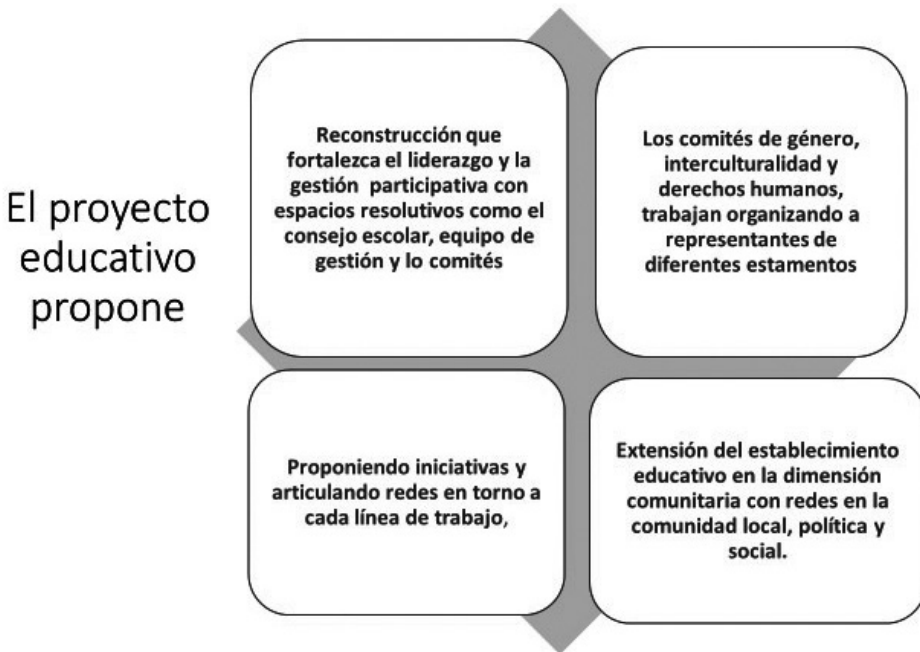 El proyecto
educativo
propone
Reconstrucción que
fortalezca el liderazgo y la
gestión participativa con
espacios resolutivos como el
consejo escolar, equipo de
gestión y lo comités
Los comités de género,
interculturalidad y
derechos humanos,
trabajan organizando a
representantes de
diferentes estamentos
Proponiendo iniciativas y
articulando redes en torno a
cada línea de trabajo,
Extensión del establecimiento
educativo en la dimensión
comunitaria con redes en la
comunidad local, política y
social.